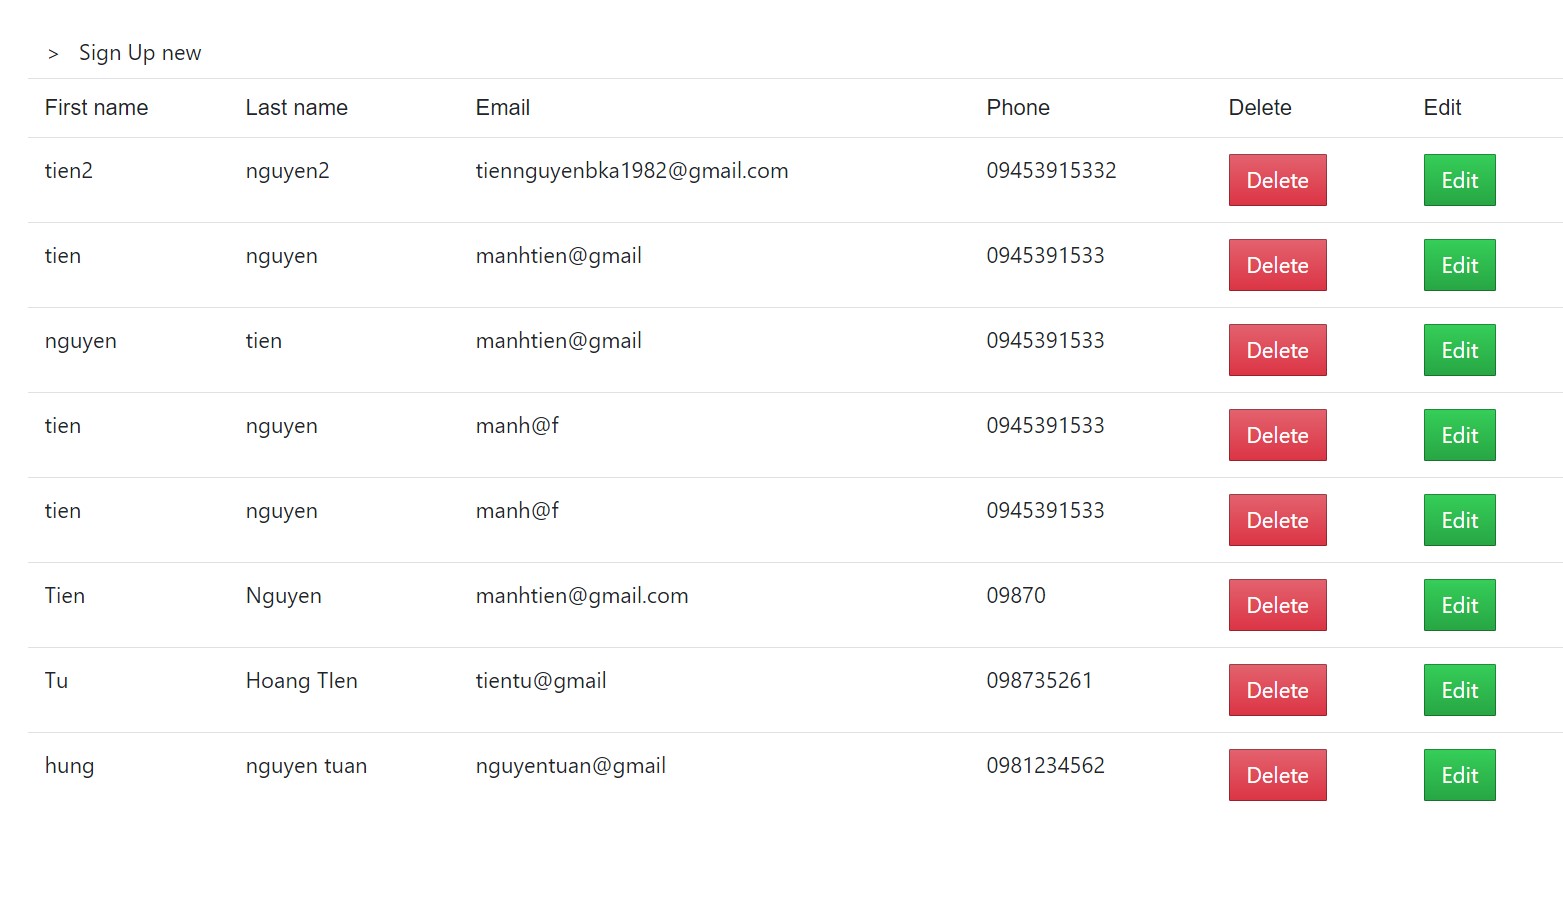 > Sign Up new
First name Last name Email Phone Delete Edit
tien2 nguyen2 tiennguyenbka1982@gmail.com 09453915332 Delete Edit
tien nguyen manhtien@gmail 0945391533 Delete Edit
nguyen tien manhtien@gmail 0945391533 Delete Edit
tien nguyen manh@f 0945391533 Delete Edit
tien nguyen manh@f 0945391533 Delete Edit
Tien Nguyen manhtien@gmail.com 09870 Delete Edit
Tu Hoang TIen tientu@gmail 098735261 Delete Edit
hung nguyen tuan nguyentuan@gmail 0981234562 Delete Edit